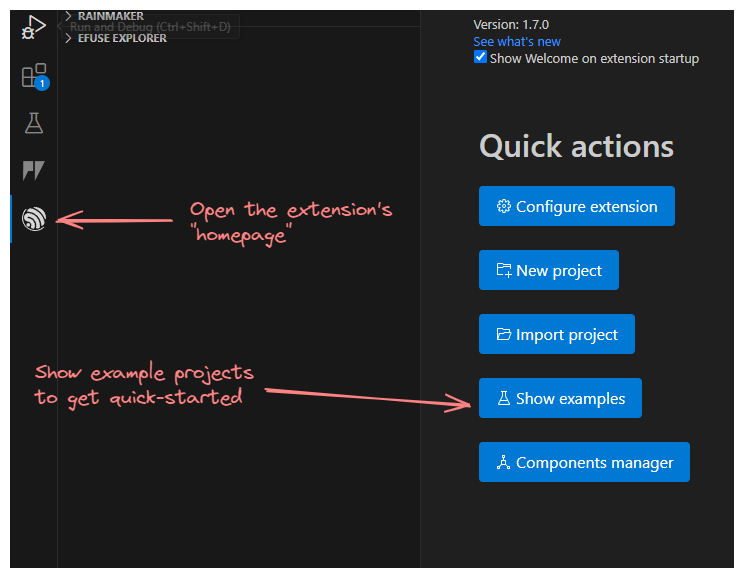 RAINMAKER
Run and Debug (Ctrl+Shift+D)
EFUSE EXPLORER
1
Open the extension's
"homepage"
Show example projects
to get quick-started
Version: 1.7.0
See what's new
Show Welcome on extension startup
Quick actions
Configure extension
New project
Import project
Show examples
Components manager